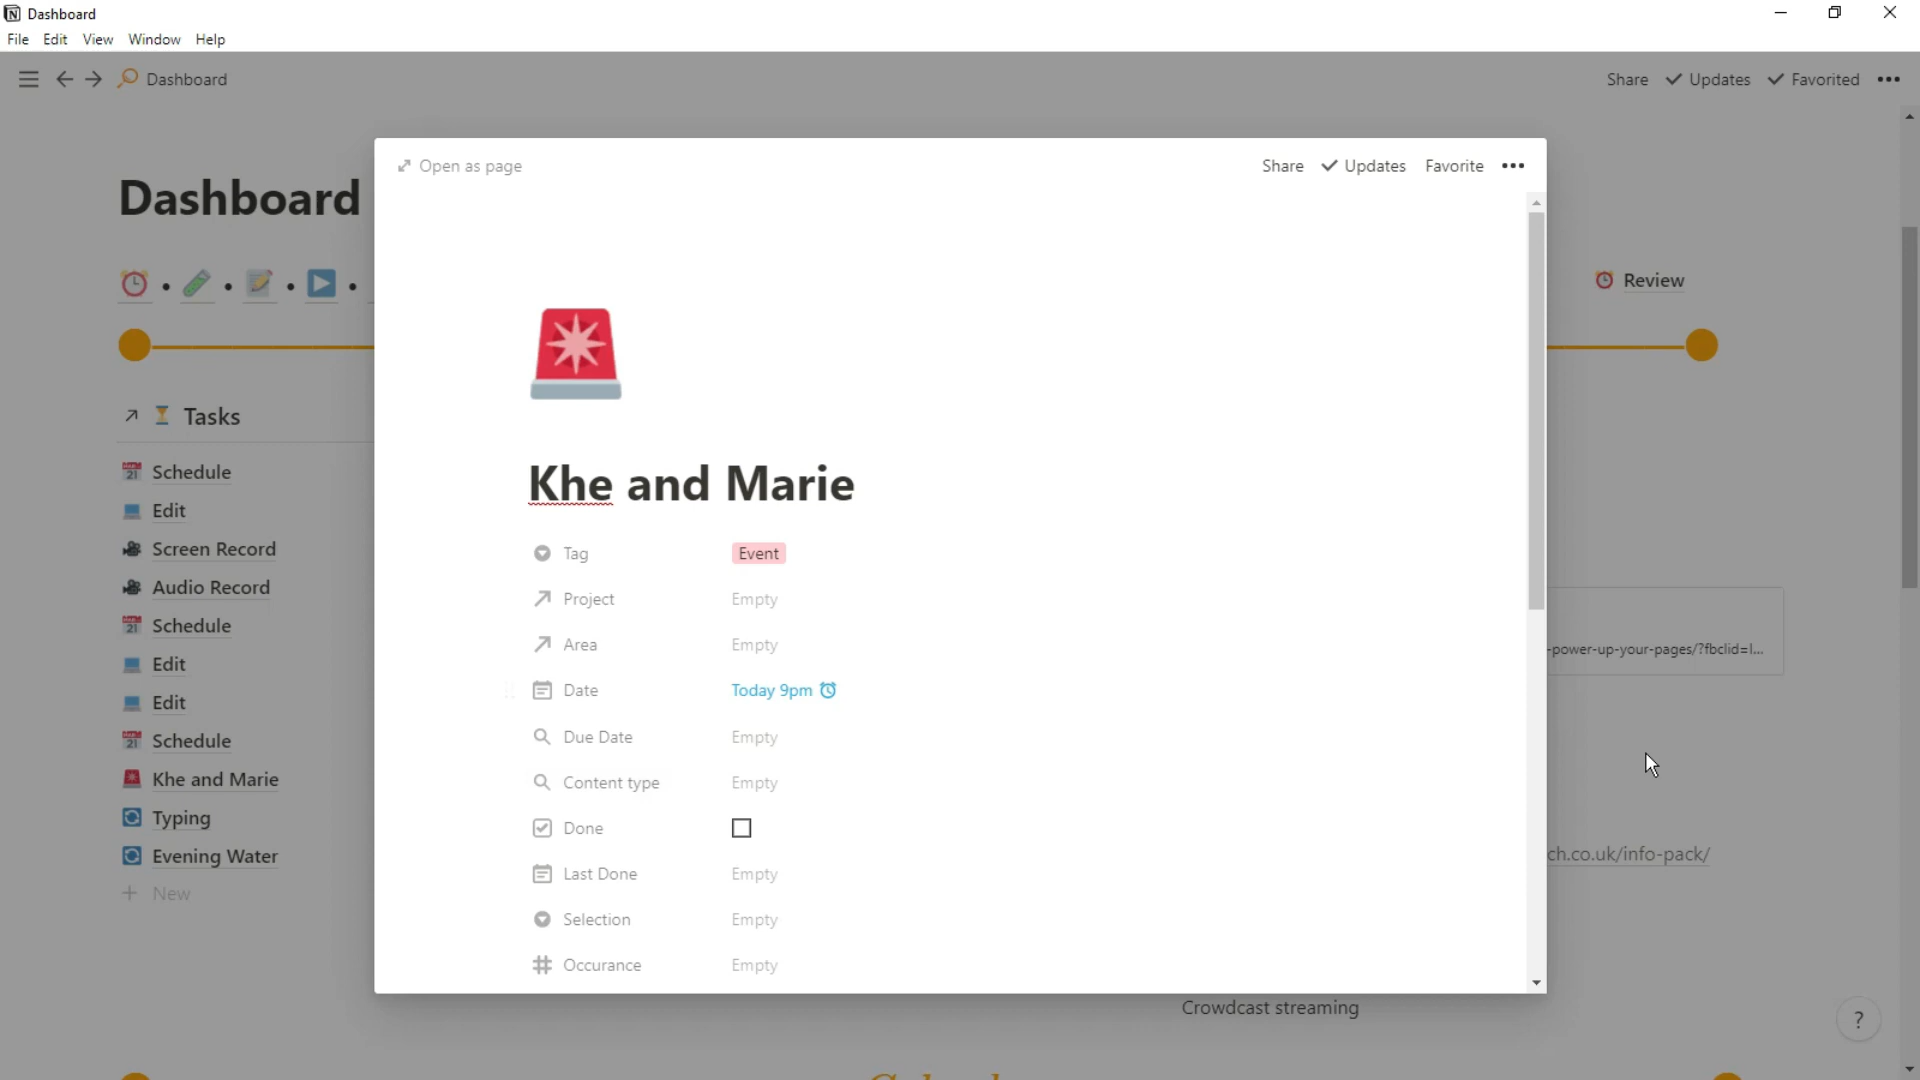 Dashboard
File Edit View Window Help
Dashboard
Share Updates Favorited
Open as page
Share Updates Favorite
Dashboard
Review
Tasks
Schedule
Edit
Screen Record
Audio Record
Schedule
Edit
Edit
Schedule
Khe and Marie
Typing
Evening Water
+ New
Khe and Marie
Tag Event
Project Empty
Area Empty
Date Today 9pm
Due Date Empty
Content type Empty
Done
Last Done Empty
Selection Empty
Occurance Empty
-power-up-your-pages/?fbclid=I...
ch.co.uk/info-pack/
Crowdcast streaming
?